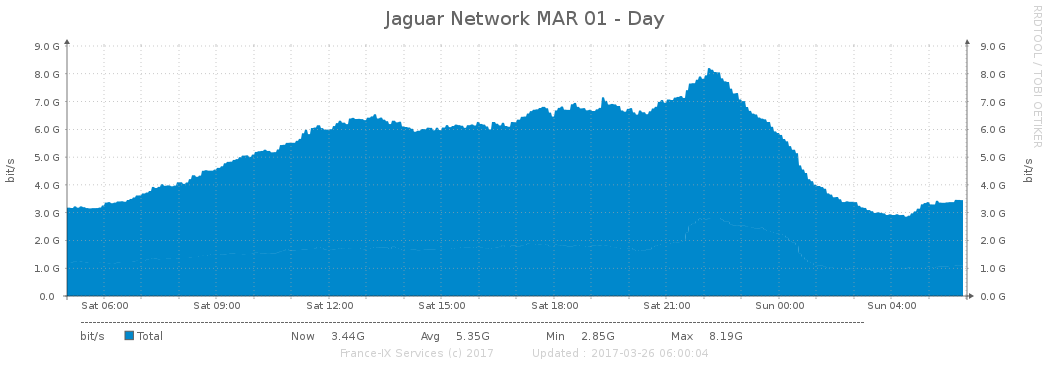 Jaguar Network MAR 01 - Day
RRDTOOL / TOBI OETIKER
9.0 G 9.0 G
8.0 G 8.0 G
7.0 G 7.0 G
6.0 G 6.0 G
5.0 G 5.0 G
4.0 G 4.0 G
3.0 G 3.0 G
2.0 G 2.0 G
1.0 G 1.0 G
0.0 0.0 G
bit/s bit/s
Sat 06:00 Sat 09:00 Sat 12:00 Sat 15:00 Sat 18:00 Sat 21:00 Sun 00:00 Sun 04:00
bit/s Total Now 3.44G Avg 5.35G Min 2.85G Max 8.19G
France-IX Services (c) 2017 Updated : 2017-03-26 06:00:04